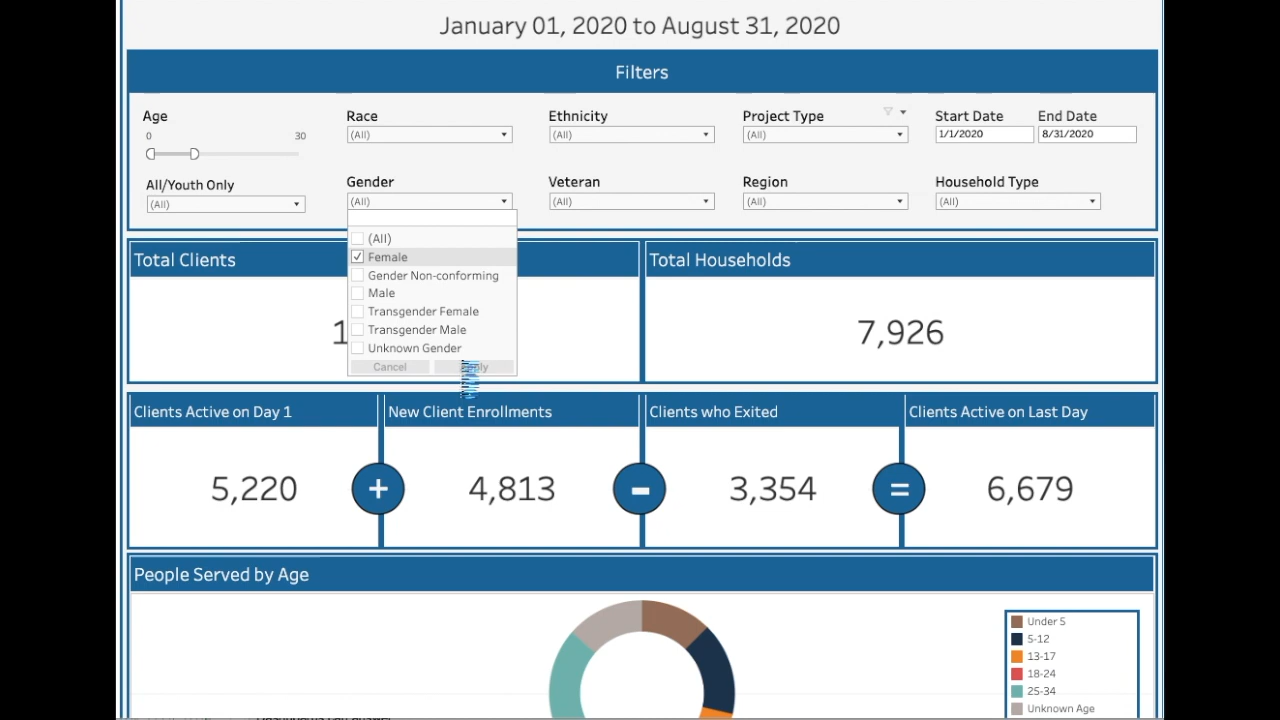 January 01, 2020 to August 31, 2020
Filters
Age
Race
Ethnicity
Project Type
Start Date
End Date
0
30
(All)
(All)
(All)
1/1/2020
8/31/2020
All/Youth Only
Gender
Veteran
Region
Household Type
(All)
(All)
(All)
(All)
(All)
(All)
Female
Gender Non-conforming
Male
Transgender Female
Transgender Male
Unknown Gender
Cancel
Total Clients
Total Households
7,926
Clients Active on Day 1
New Client Enrollments
Clients who Exited
Clients Active on Last Day
5,220
+
4,813
-
3,354
=
6,679
People Served by Age
Under 5
5-12
13-17
18-24
25-34
Unknown Age